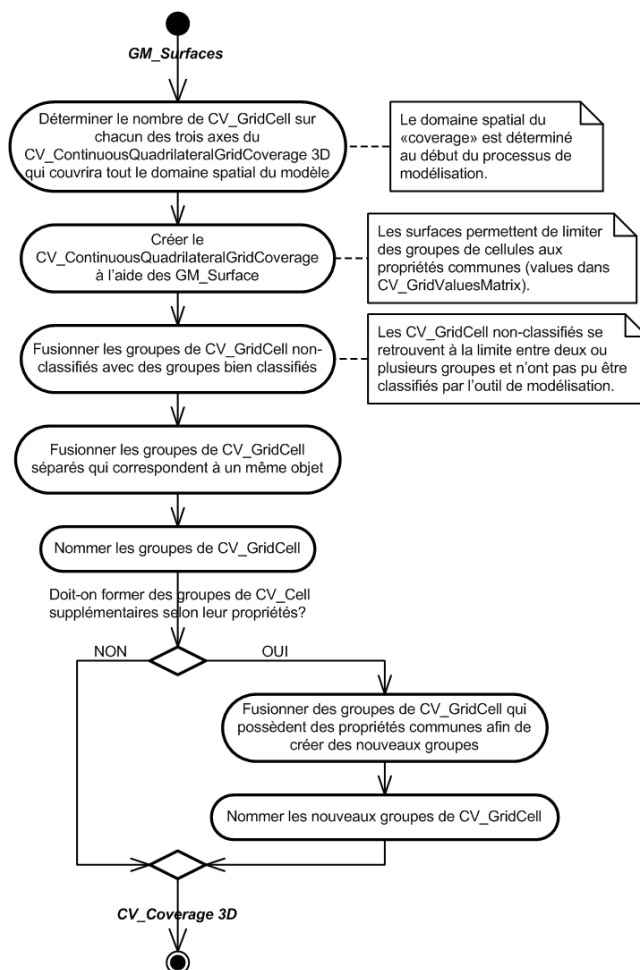 GM_Surfaces
Déterminer le nombre de CV_GridCell sur
chacun des trois axes du
CV_ContinuousQuadrilateralGridCoverage 3D
qui couvrira tout le domaine spatial du modèle
Le domaine spatial du
«coverage» est déterminé
au début du processus de
modélisation.
Créer le
CV_ContinuousQuadrilateralGridCoverage
à l'aide des GM_Surface
Les surfaces permettent de limiter
des groupes de cellules aux
propriétés communes (values dans
CV_GridValuesMatrix).
Fusionner les groupes de CV_GridCell non-
classifiés avec des groupes bien classifiés
Les CV_GridCell non-classifiés se
retrouvent à la limite entre deux ou
plusieurs groupes et n'ont pas pu être
classifiés par l'outil de modélisation.
Fusionner les groupes de CV_GridCell
séparés qui correspondent à un même objet
Nommer les groupes de CV_GridCell
Doit-on former des groupes de CV_Cell
supplémentaires selon leur propriétés?
NON
OUI
Fusionner des groupes de CV_GridCell qui
possèdent des propriétés communes afin de
créer des nouveaux groupes
Nommer les nouveaux groupes de CV_GridCell
CV_Coverage 3D